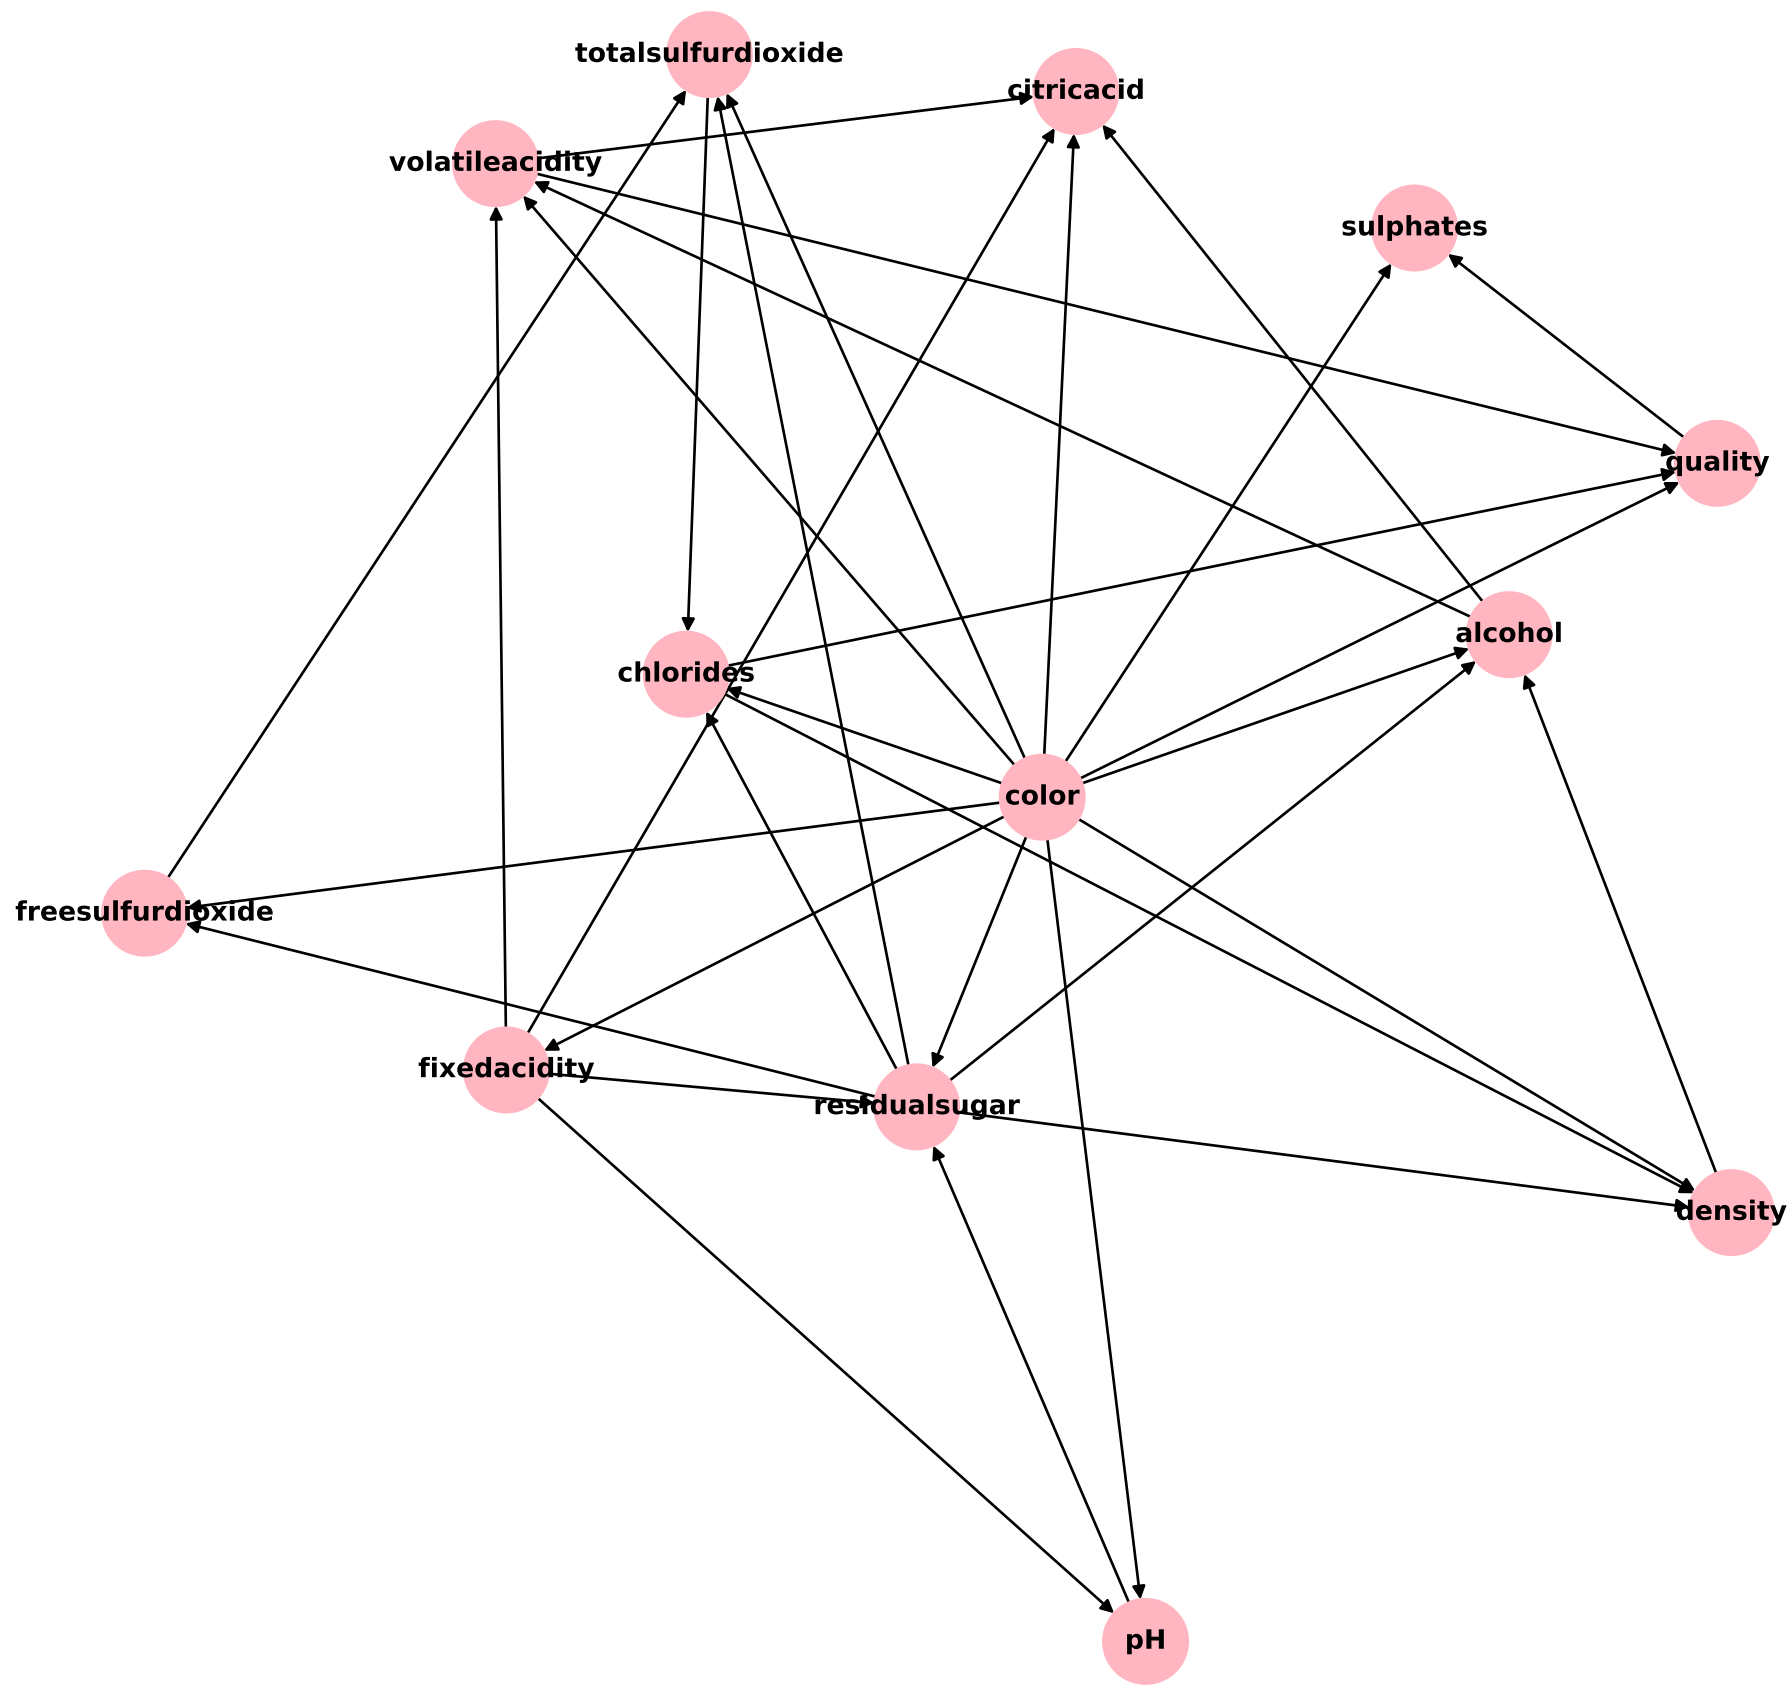 totalsulfurdioxide
citricacid
volatileacidity
sulphates
quality
alcohol
chlorides
color
freesulfurdioxide
fixedacidity
residualsugar
density
pH